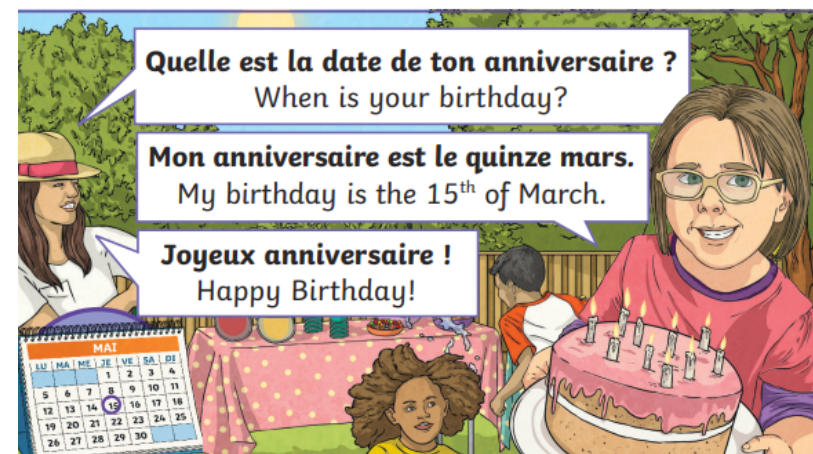 Quelle est la date de ton anniversaire ?
When is your birthday?
Mon anniversaire est le quinze mars.
My birthday is the 15th of March.
Joyeux anniversaire !
Happy Birthday!
MAI
LU MA ME JE VE SA DI
1 2 3 4
5 6 7 8 9 10 11
12 13 14 15 16 17 18
19 20 21 22 23 24 25
26 27 28 29 30